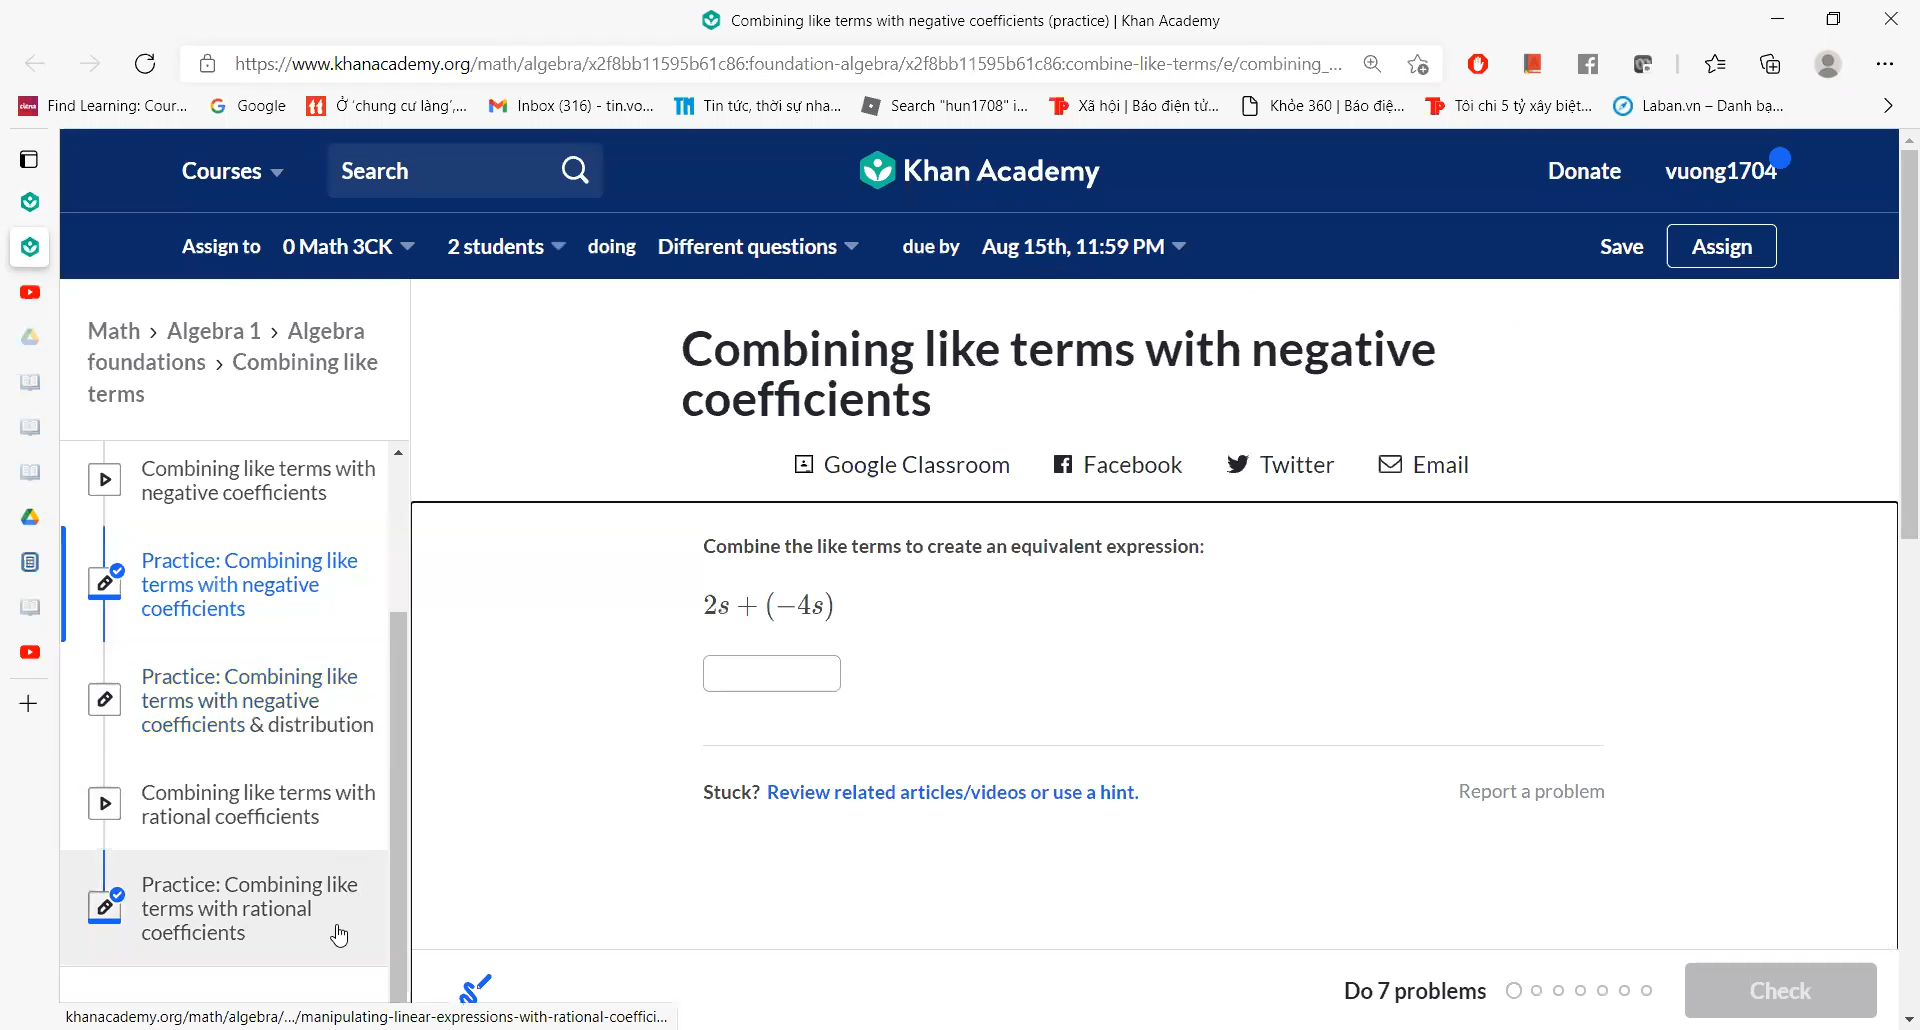 Combining like terms with negative coefficients (practice) | Khan Academy
https://www.khanacademy.org/math/algebra/x2f8bb11595b61c86:foundation-algebra/x2f8bb11595b61c86:combine-like-terms/e/combining_...
Find Learning: Cour... Google Ở 'chung cư làng',... Inbox (316) - tin.vo... Tin tức, thời sự nha... Search "hun1708" i... Xã hội | Báo điện tử... Khỏe 360 | Báo điệ... Tôi chi 5 tỷ xây biệt... Laban.vn – Danh bạ...
Courses Search Khan Academy Donate vuong1704
Assign to 0 Math 3CK 2 students doing Different questions due by Aug 15th, 11:59 PM Save Assign
Math › Algebra 1 › Algebra
foundations › Combining like
terms
Combining like terms with
negative coefficients
Practice: Combining like
terms with negative
coefficients
Practice: Combining like
terms with negative
coefficients & distribution
Combining like terms with
rational coefficients
Practice: Combining like
terms with rational
coefficients
Combining like terms with negative
coefficients
Google Classroom Facebook Twitter Email
Combine the like terms to create an equivalent expression:
2s + (−4s)
Stuck? Review related articles/videos or use a hint. Report a problem
Do 7 problems Check
khanacademy.org/math/algebra/.../manipulating-linear-expressions-with-rational-coeffici...